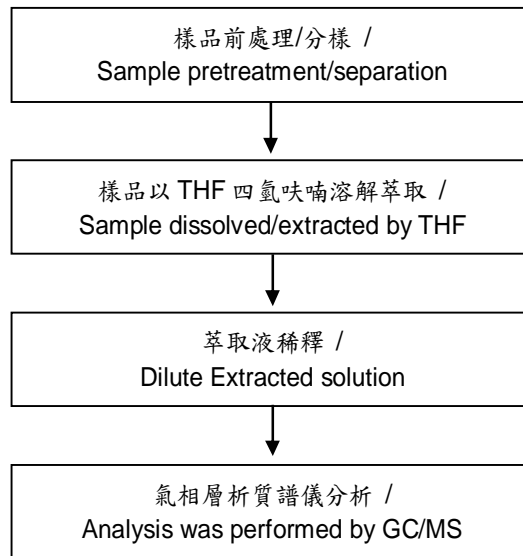 樣品前處理/分樣 /
Sample pretreatment/separation
樣品以 THF 四氫呋喃溶解萃取 /
Sample dissolved/extracted by THF
萃取液稀釋 /
Dilute Extracted solution
氣相層析質譜儀分析 /
Analysis was performed by GC/MS